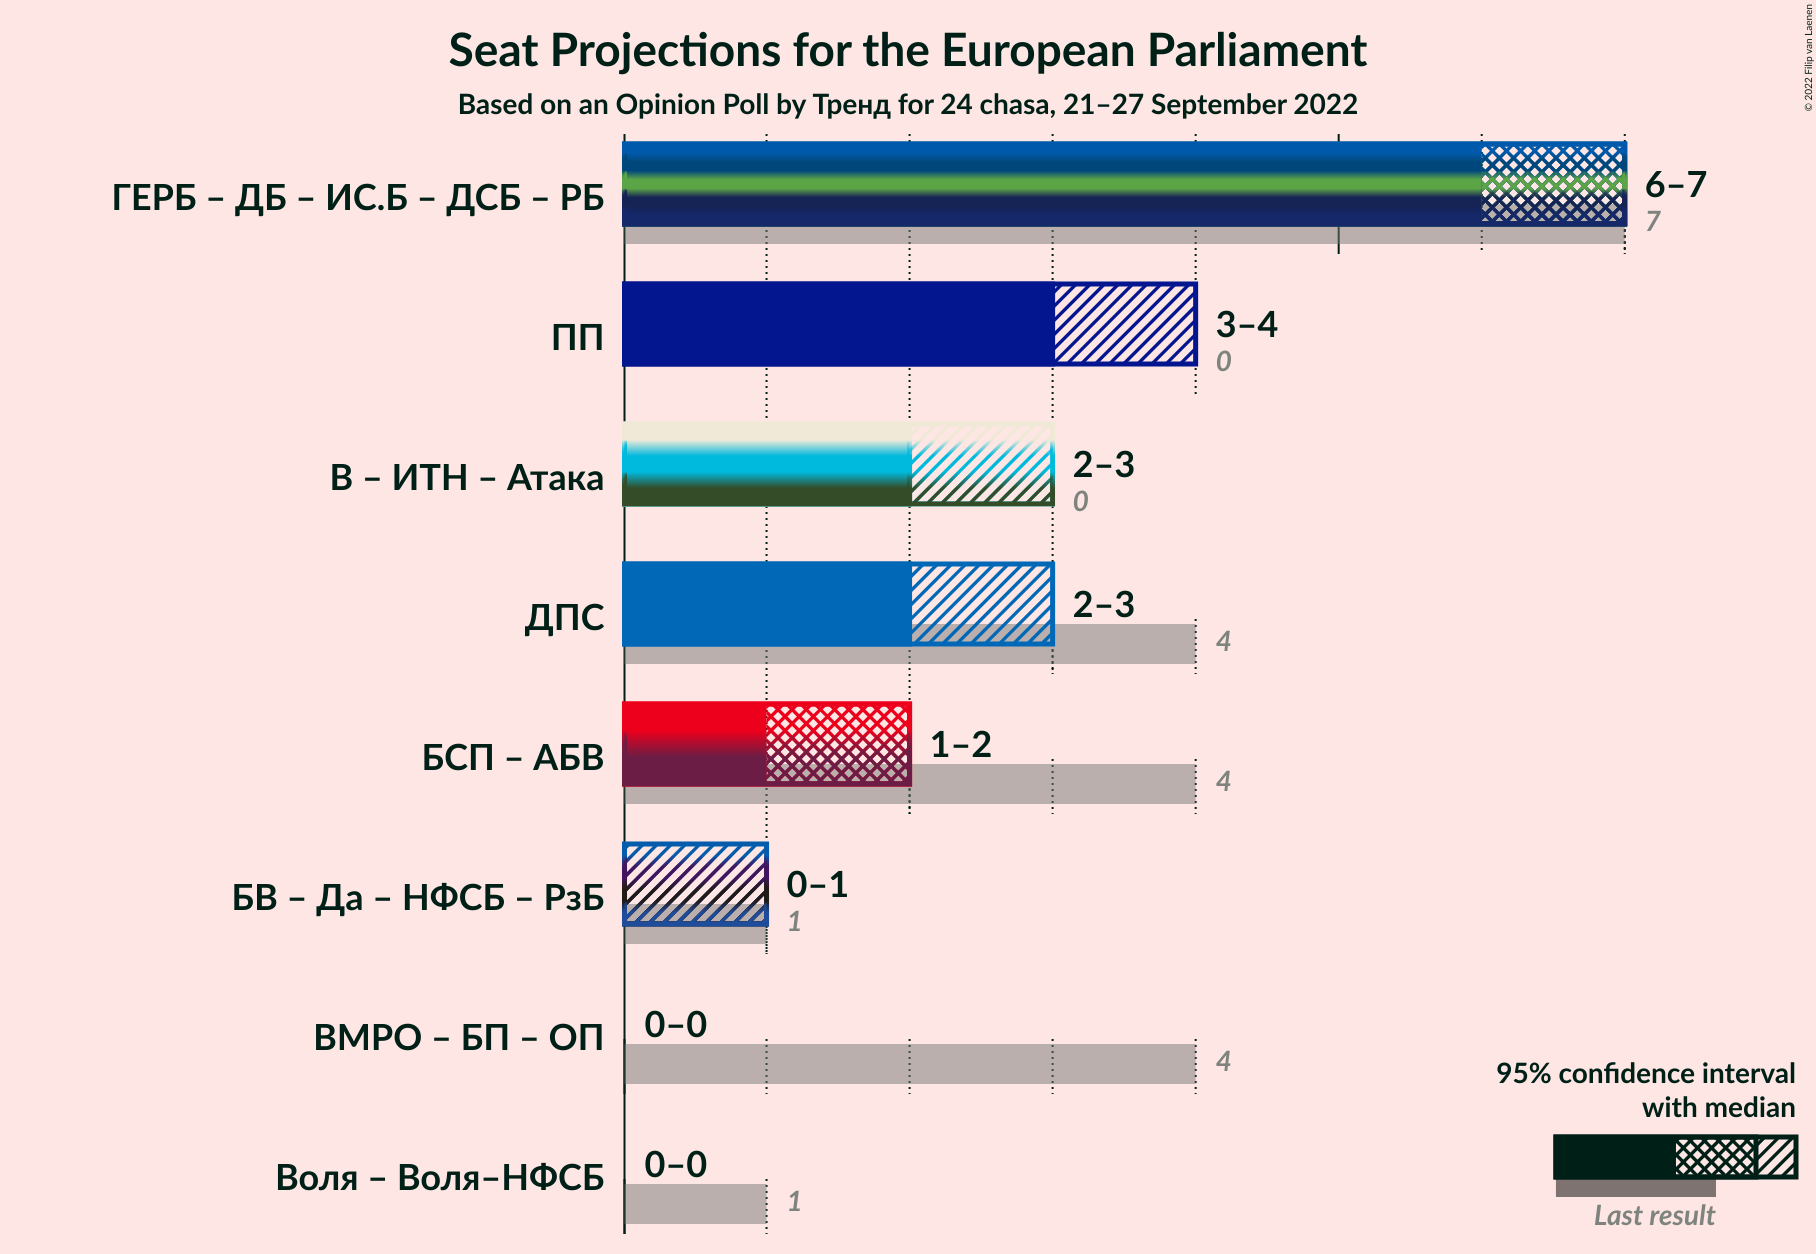 Seat Projections for the European Parliament
Based on an Opinion Poll by Тренд for 24 chasa, 21–27 September 2022
© 2022 Filip van Laenen
ГЕРБ – ДБ – ИС.Б – ДСБ – РБ
6–7
7
ПП
3–4
0
В – ИТН – Атака
2–3
0
ДПС
2–3
4
БСП – АБВ
1–2
4
БВ – Да – НФСБ – РзБ
0–1
1
ВМРО – БП – ОП
0–0
4
Воля – Воля–НФСБ
0–0
1
95% confidence interval
with median
Last result